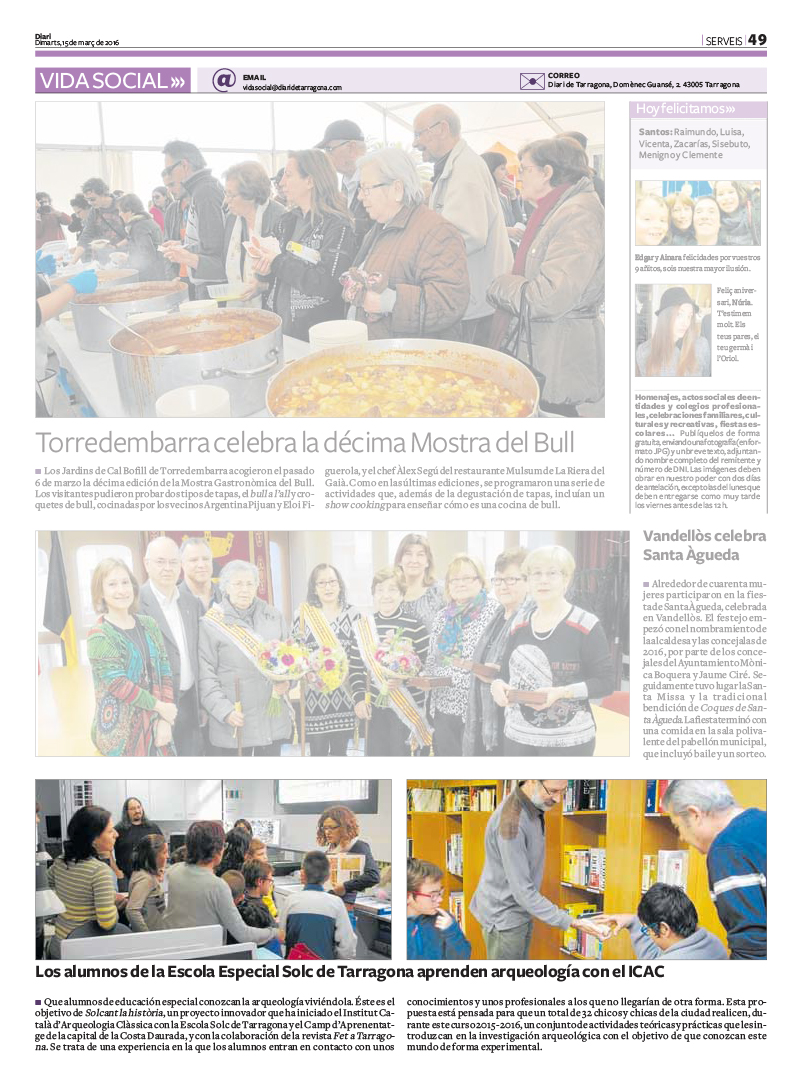 Diari
Dimarts, 15 de març de 2016
SERVEIS 49
VIDA SOCIAL »»
@
EMAIL
vidasocial@diaridetarragona.com
CORREO
Diari de Tarragona, Domènec Guansé, 2. 43005 Tarragona
Torredembarra celebra la décima Mostra del Bull
■ Los Jardins de Cal Bofill de Torredembarra acogieron el pasado
6 de marzo la décima edición de la Mostra Gastronòmica del Bull.
Los visitantes pudieron probar dos tipos de tapas, el bull a l'all y cro-
quetes de bull, cocinadas por los vecinos Argentina Pijuan y Eloi Fi-
guerola, y el chef Àlex Segú del restaurante Mulsum de La Riera del
Gaià. Como en las últimas ediciones, se programaron una serie de
actividades que, además de la degustación de tapas, incluían un
show cooking para enseñar cómo es una cocina de bull.
Hoy felicitamos »»
Santos: Raimundo, Luisa,
Vicenta, Zacarías, Sisebuto,
Menigno y Clemente
Edgar y Ainara felicidades por vuestros
9 añitos, sois nuestra mayor ilusión.
Feliç aniver-
sari, Núria.
T'estimem
molt. Els
teus pares, el
teu germà i
l'Oriol.
Homenajes, actos sociales de en-
tidades y colegios profesiona-
les, celebraciones familiares, cul-
turales y recreativas, fiestas es-
colares... Publíquelos de forma
gratuita, enviando una fotografía (en for-
mato JPG) y un breve texto, adjuntan-
do nombre completo del remitente y
número de DNI. Las imágenes deben
obrar en nuestro poder con dos días
de antelación, excepto las del lunes que
deben entregarse como muy tarde
los viernes antes de las 12 h.
Vandellòs celebra
Santa Àgueda
■ Alrededor de cuarenta mu-
jeres participaron en la fies-
ta de Santa Àgueda, celebrada
en Vandellòs. El festejo em-
pezó con el nombramiento de
la alcaldesa y las concejalas de
2016, por parte de los conce-
jales del Ayuntamiento Mòni-
ca Boquera y Jaume Ciré. Se-
guidamente tuvo lugar la San-
ta Missa y la tradicional
bendición de Coques de San-
ta Àgueda. La fiesta terminó con
una comida en la sala poliva-
lente del pabellón municipal,
que incluyó baile y un sorteo.
Los alumnos de la Escola Especial Solc de Tarragona aprenden arqueología con el ICAC
■ Que alumnos de educación especial conozcan la arqueología viviéndola. Éste es el
objetivo de Solcant la història, un proyecto innovador que ha iniciado el Institut Ca-
talà d'Arqueologia Clàssica con la Escola Solc de Tarragona y el Camp d'Aprenentat-
ge de la capital de la Costa Daurada, y con la colaboración de la revista Fet a Tarrago-
na. Se trata de una experiencia en la que los alumnos entran en contacto con unos
conocimientos y unos profesionales a los que no llegarían de otra forma. Esta pro-
puesta está pensada para que un total de 32 chicos y chicas de la ciudad realicen, du-
rante este curso 2015-2016, un conjunto de actividades teóricas y prácticas que les in-
troduzcan en la investigación arqueológica con el objetivo de que conozcan este
mundo de forma experimental.